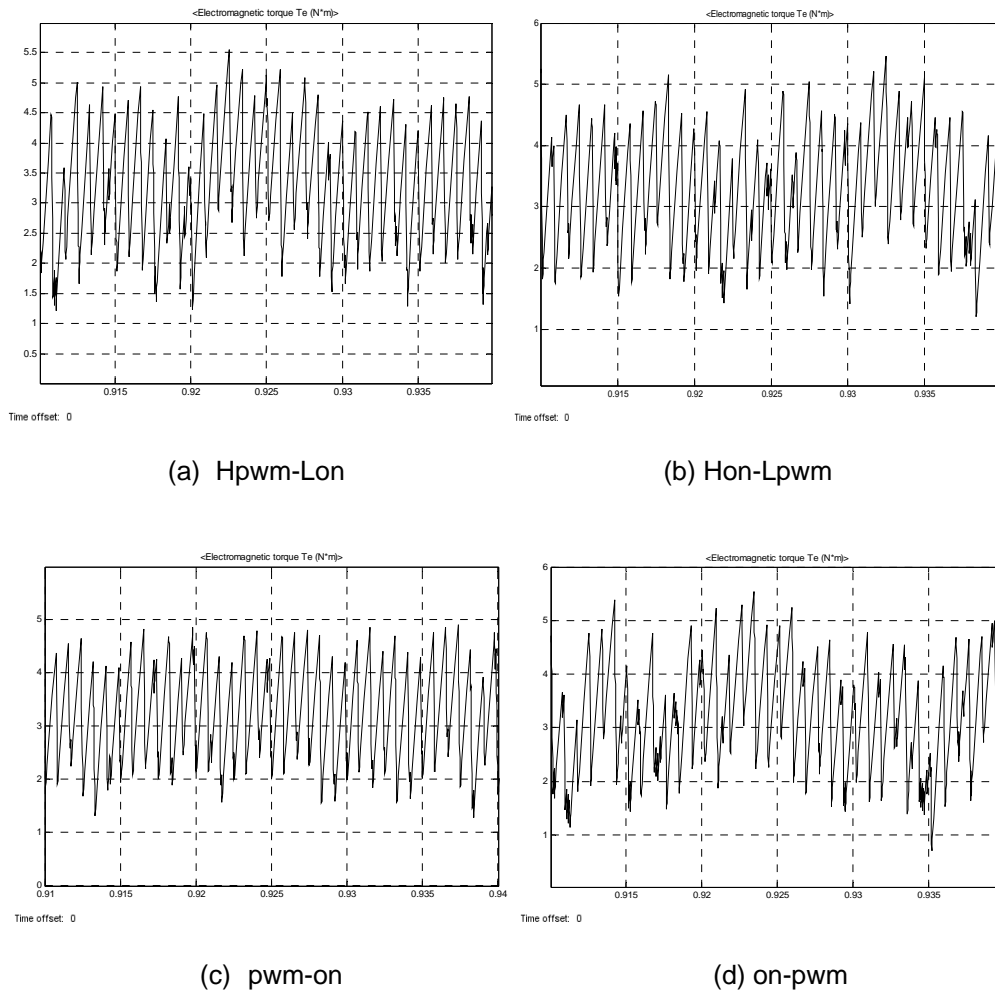 <Electromagnetic torque Te (N*m)>
5.5
5
4.5
4
3.5
3
2.5
2
1.5
1
0.5
0.915 0.92 0.925 0.93 0.935
Time offset: 0
(a) Hpwm-Lon
<Electromagnetic torque Te (N*m)>
6
5
4
3
2
1
0.915 0.92 0.925 0.93 0.935
Time offset: 0
(b) Hon-Lpwm
<Electromagnetic torque Te (N*m)>
5
4
3
2
1
0
0.91 0.915 0.92 0.925 0.93 0.935 0.94
Time offset: 0
(c) pwm-on
<Electromagnetic torque Te (N*m)>
6
5
4
3
2
1
0.915 0.92 0.925 0.93 0.935
Time offset: 0
(d) on-pwm